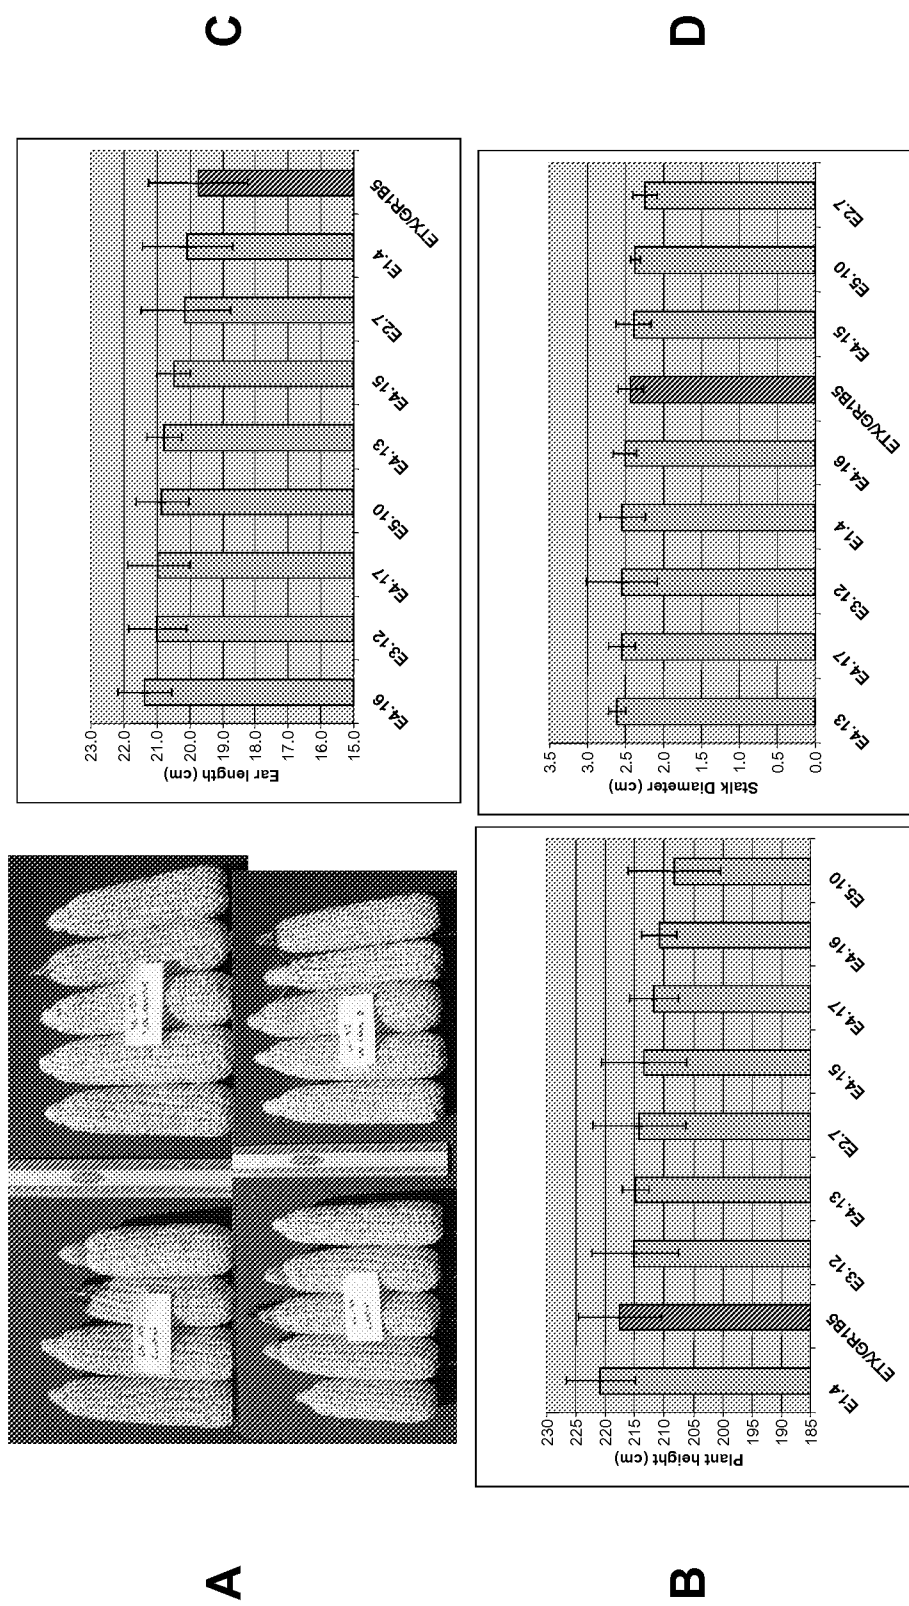 A
B
Plant height (cm)
230
225
220
215
210
205
200
195
190
185
E1.4
ETX/GR1B5
E3.12
E4.13
E2.7
E4.15
E4.17
E4.16
E5.10
C
Ear length (cm)
23.0
22.0
21.0
20.0
19.0
18.0
17.0
16.0
15.0
E4.16
E3.12
E4.17
E5.10
E4.13
E4.15
E2.7
E1.4
ETX/GR1B5
D
Stalk Diameter (cm)
3.5
3.0
2.5
2.0
1.5
1.0
0.5
0.0
E4.13
E4.17
E3.12
E1.4
E4.16
ETX/GR1B5
E4.15
E5.10
E2.7